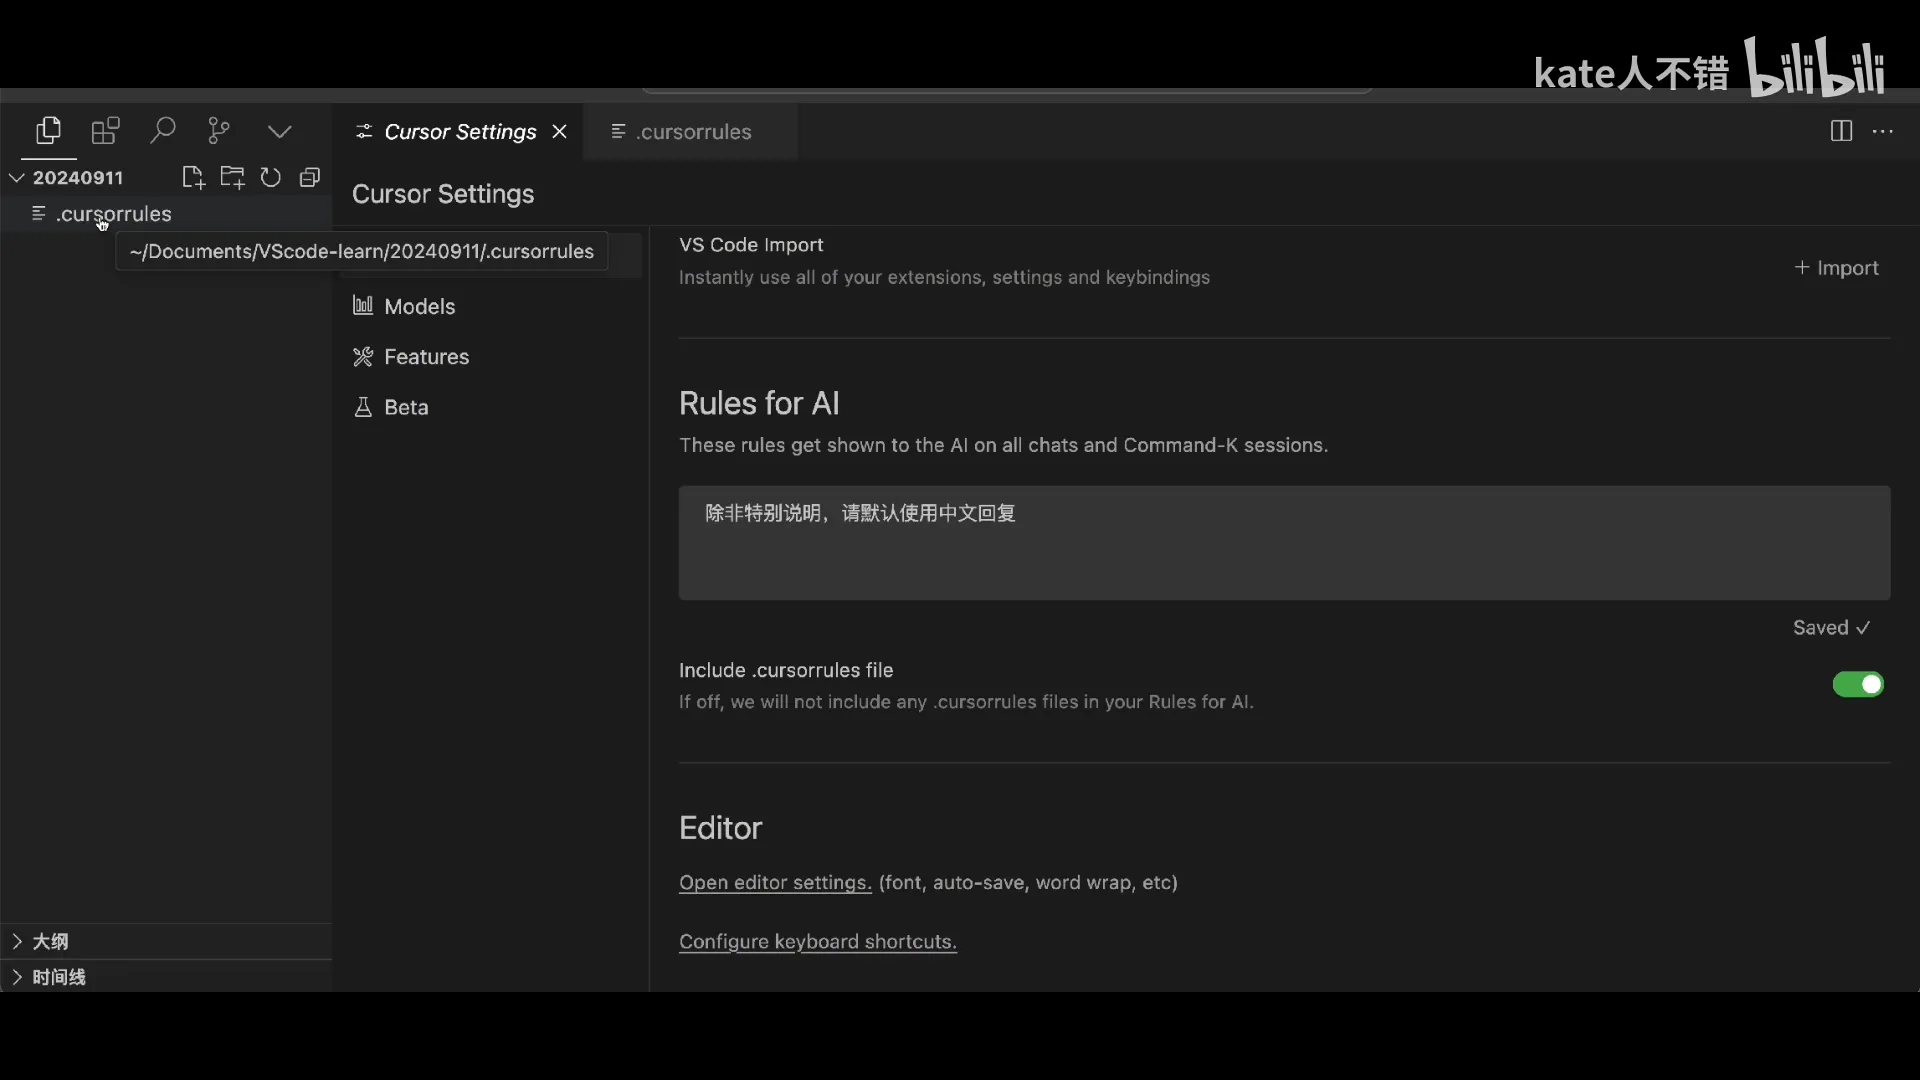 kate人不错 bilibili
Cursor Settings
.cursorrules
20240911
.cursorrules
~/Documents/VScode-learn/20240911/.cursorrules
大纲
时间线
Cursor Settings
Models
Features
Beta
VS Code Import
Instantly use all of your extensions, settings and keybindings
+ Import
Rules for AI
These rules get shown to the AI on all chats and Command-K sessions.
除非特别说明，请默认使用中文回复
Saved ✓
Include .cursorrules file
If off, we will not include any .cursorrules files in your Rules for AI.
Editor
Open editor settings. (font, auto-save, word wrap, etc)
Configure keyboard shortcuts.